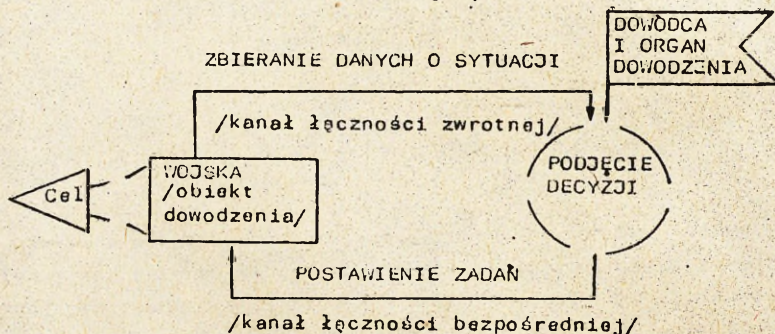 DOWÓDCA
I ORGAN
DOWODZENIA
ZBIERANIE DANYCH O SYTUACJI
/kanał łączności zwrotnej/
WOJSKA
/obiekt
dowodzenia/
Cel
PODJĘCIE
DECYZJI
POSTAWIENIE ZADAŃ
/kanał łączności bezpośredniej/